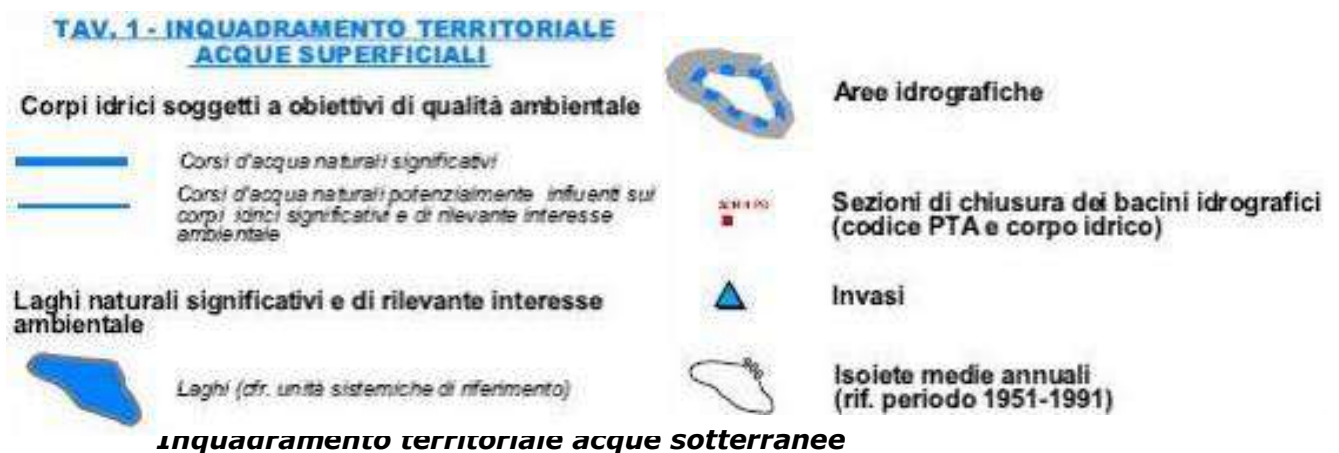 TAV. 1 - INQUADRAMENTO TERRITORIALE
ACQUE SUPERFICIALI
Corpi idrici soggetti a obiettivi di qualità ambientale
Corsi d'acqua naturali significativi
Corsi d'acqua naturali potenzialmente influenti sui
corpi idrici significativi e di rilevante interesse
ambientale
Laghi naturali significativi e di rilevante interesse
ambientale
Laghi (cfr. unità sistemiche di riferimento)
Aree idrografiche
Sezioni di chiusura dei bacini idrografici
(codice PTA e corpo idrico)
Invasi
900
Isoiete medie annuali
(rif. periodo 1951-1991)
Inquadramento territoriale acque sotterranee